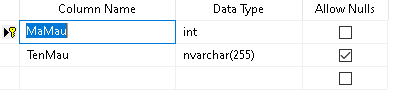 Column Name Data Type Allow Nulls
MaMau int
TenMau nvarchar(255)